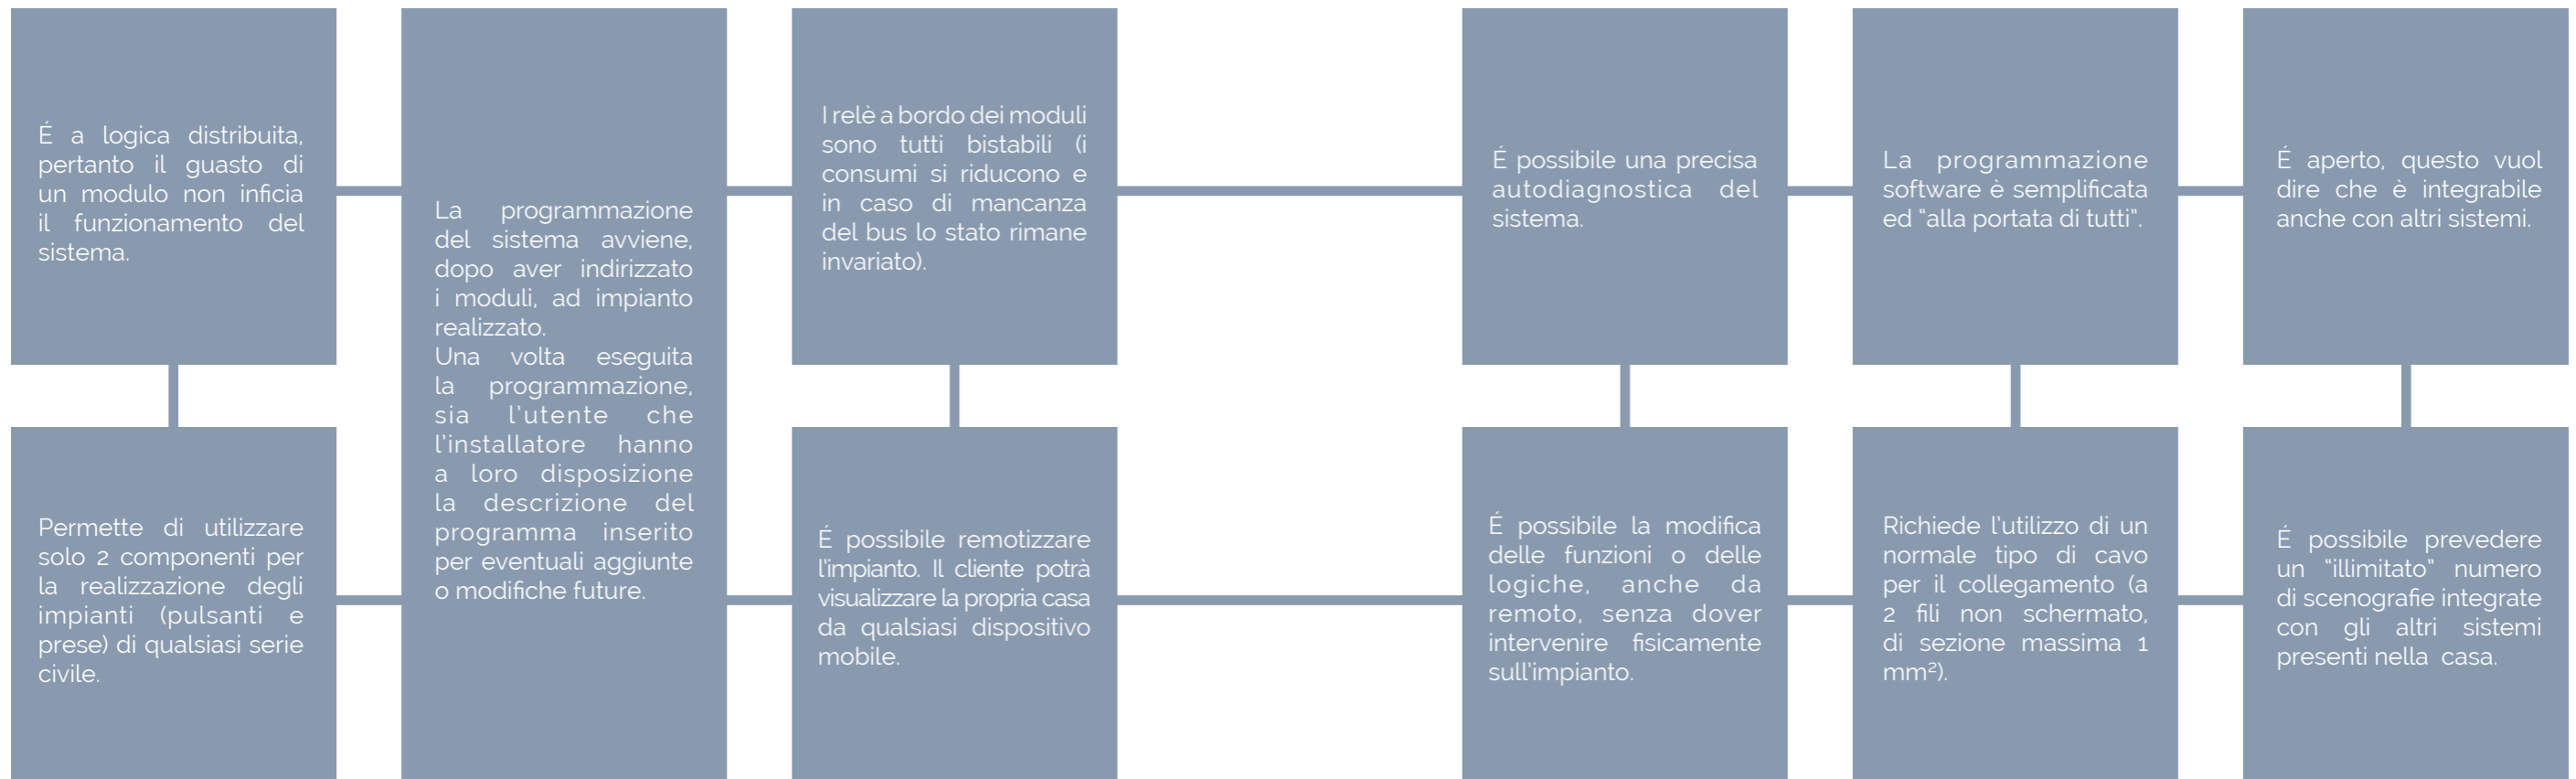 É a logica distribuita,
pertanto il guasto di
un modulo non inficia
il funzionamento del
sistema.
Permette di utilizzare
solo 2 componenti per
la realizzazione degli
impianti (pulsanti e
prese) di qualsiasi serie
civile.
La programmazione
del sistema avviene,
dopo aver indirizzato
i moduli, ad impianto
realizzato.
Una volta eseguita
la programmazione,
sia l'utente che
l'installatore hanno
a loro disposizione
la descrizione del
programma inserito
per eventuali aggiunte
o modifiche future.
I relè a bordo dei moduli
sono tutti bistabili (i
consumi si riducono e
in caso di mancanza
del bus lo stato rimane
invariato).
É possibile remotizzare
l'impianto. Il cliente potrà
visualizzare la propria casa
da qualsiasi dispositivo
mobile.
É possibile una precisa
autodiagnostica del
sistema.
É possibile la modifica
delle funzioni o delle
logiche, anche da
remoto, senza dover
intervenire fisicamente
sull'impianto.
La programmazione
software è semplificata
ed “alla portata di tutti”.
Richiede l'utilizzo di un
normale tipo di cavo
per il collegamento (a
2 fili non schermato,
di sezione massima 1
mm²).
É aperto, questo vuol
dire che è integrabile
anche con altri sistemi.
É possibile prevedere
un “illimitato” numero
di scenografie integrate
con gli altri sistemi
presenti nella casa.